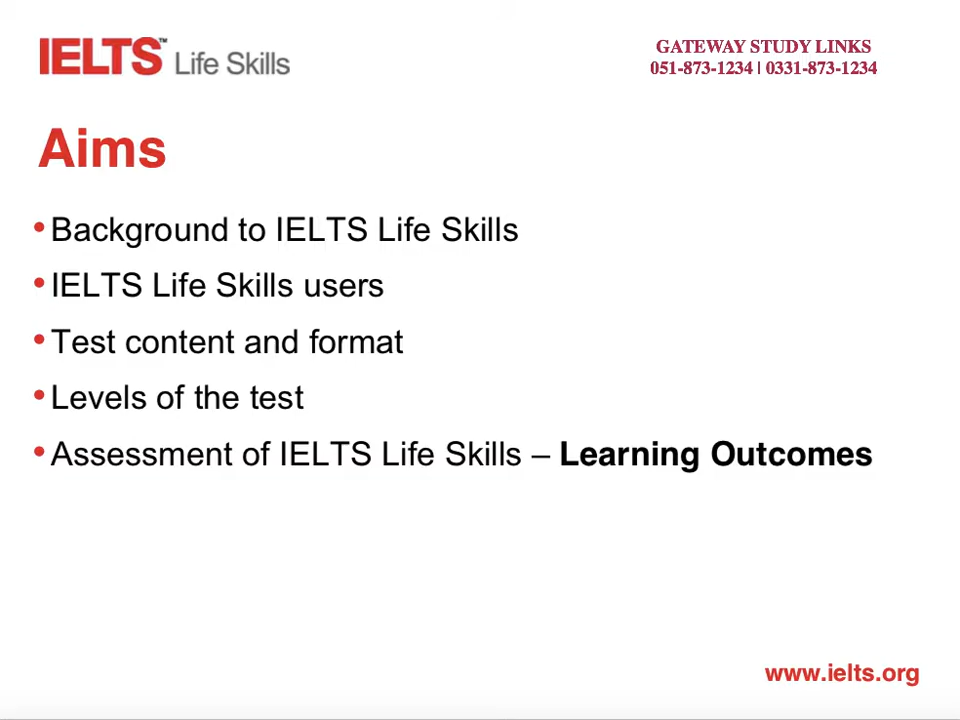 IELTS™ Life Skills
GATEWAY STUDY LINKS
051-873-1234 | 0331-873-1234
Aims
• Background to IELTS Life Skills
• IELTS Life Skills users
• Test content and format
• Levels of the test
• Assessment of IELTS Life Skills – Learning Outcomes
www.ielts.org